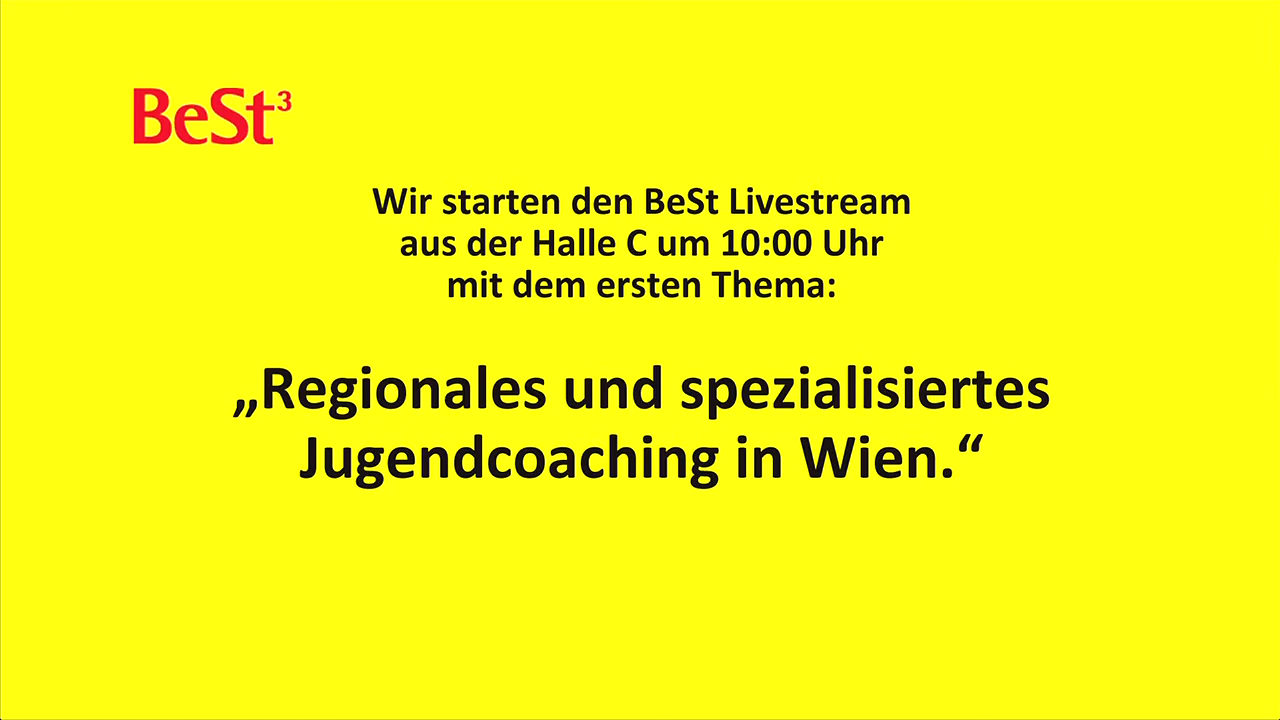 BeSt³
Wir starten den BeSt Livestream
aus der Halle C um 10:00 Uhr
mit dem ersten Thema:
„Regionales und spezialisiertes
Jugendcoaching in Wien.“